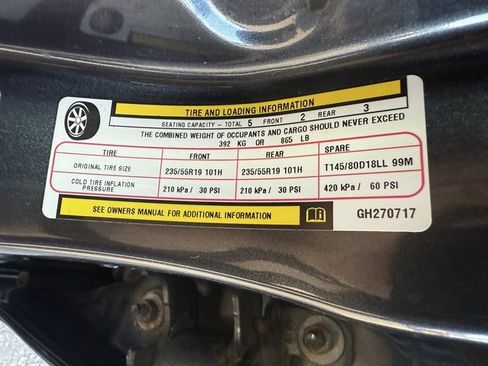 TIRE AND LOADING INFORMATION
SEATING CAPACITY - TOTAL 5 FRONT 2 REAR 3
THE COMBINED WEIGHT OF OCCUPANTS AND CARGO SHOULD NEVER EXCEED
392 KG OR 865 LB
TIRE FRONT REAR SPARE
ORIGINAL TIRE SIZE 235/55R19 101H 235/55R19 101H T145/80D18LL 99M
COLD TIRE INFLATION PRESSURE 210 kPa / 30 PSI 210 kPa / 30 PSI 420 kPa / 60 PSI
SEE OWNERS MANUAL FOR ADDITIONAL INFORMATION GH270717